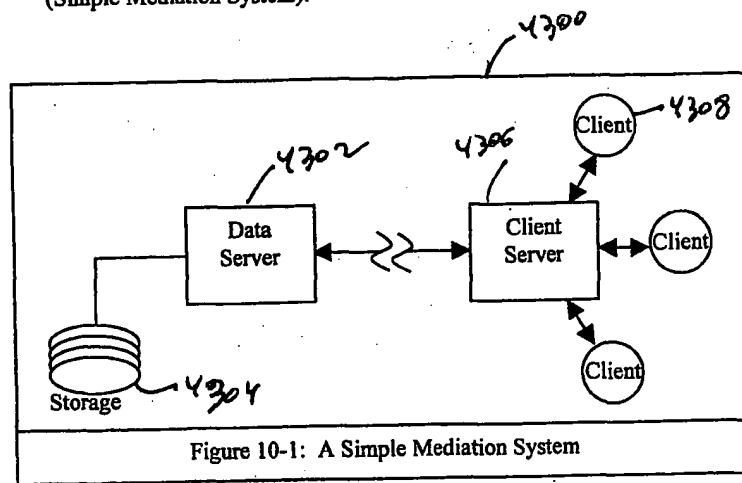 (Simple Mediation System).
4300
Client
4308
4302
4306
Data
Server
Client
Server
Client
Client
Storage
4304
Figure 10-1: A Simple Mediation System